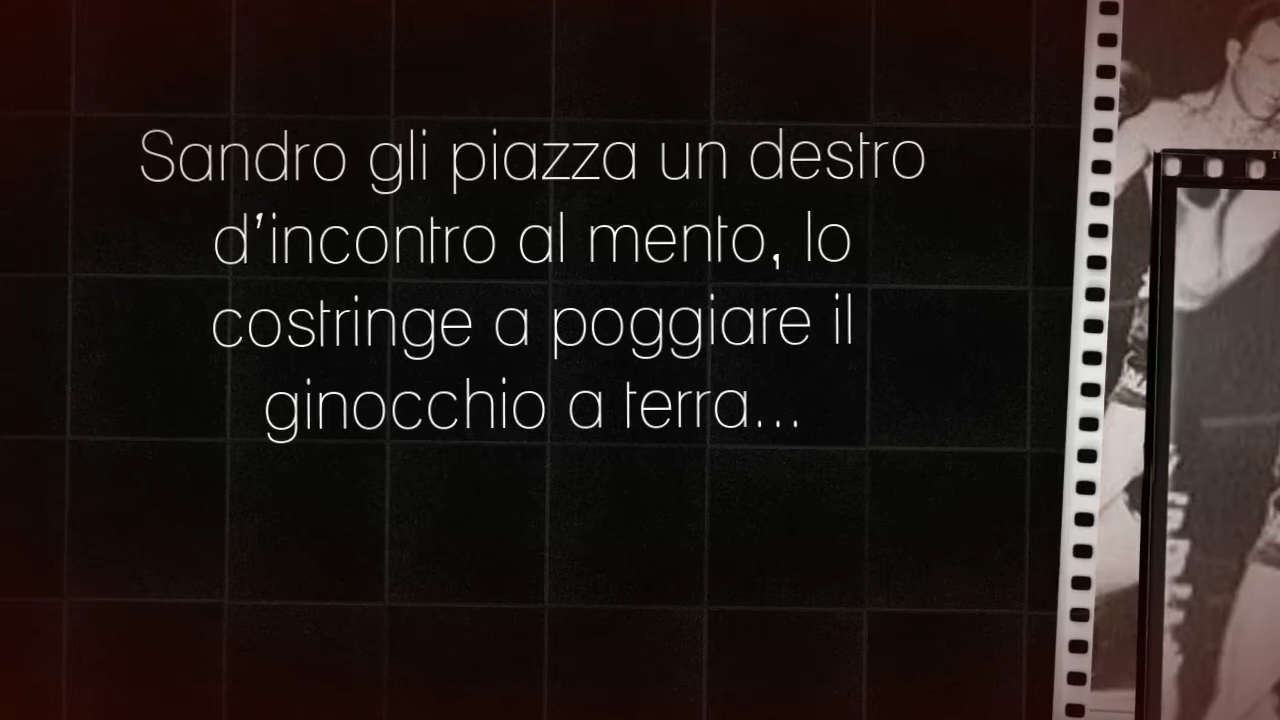 Sandro gli piazza un destro
d'incontro al mento, lo
costringe a poggiare il
ginocchio a terra...